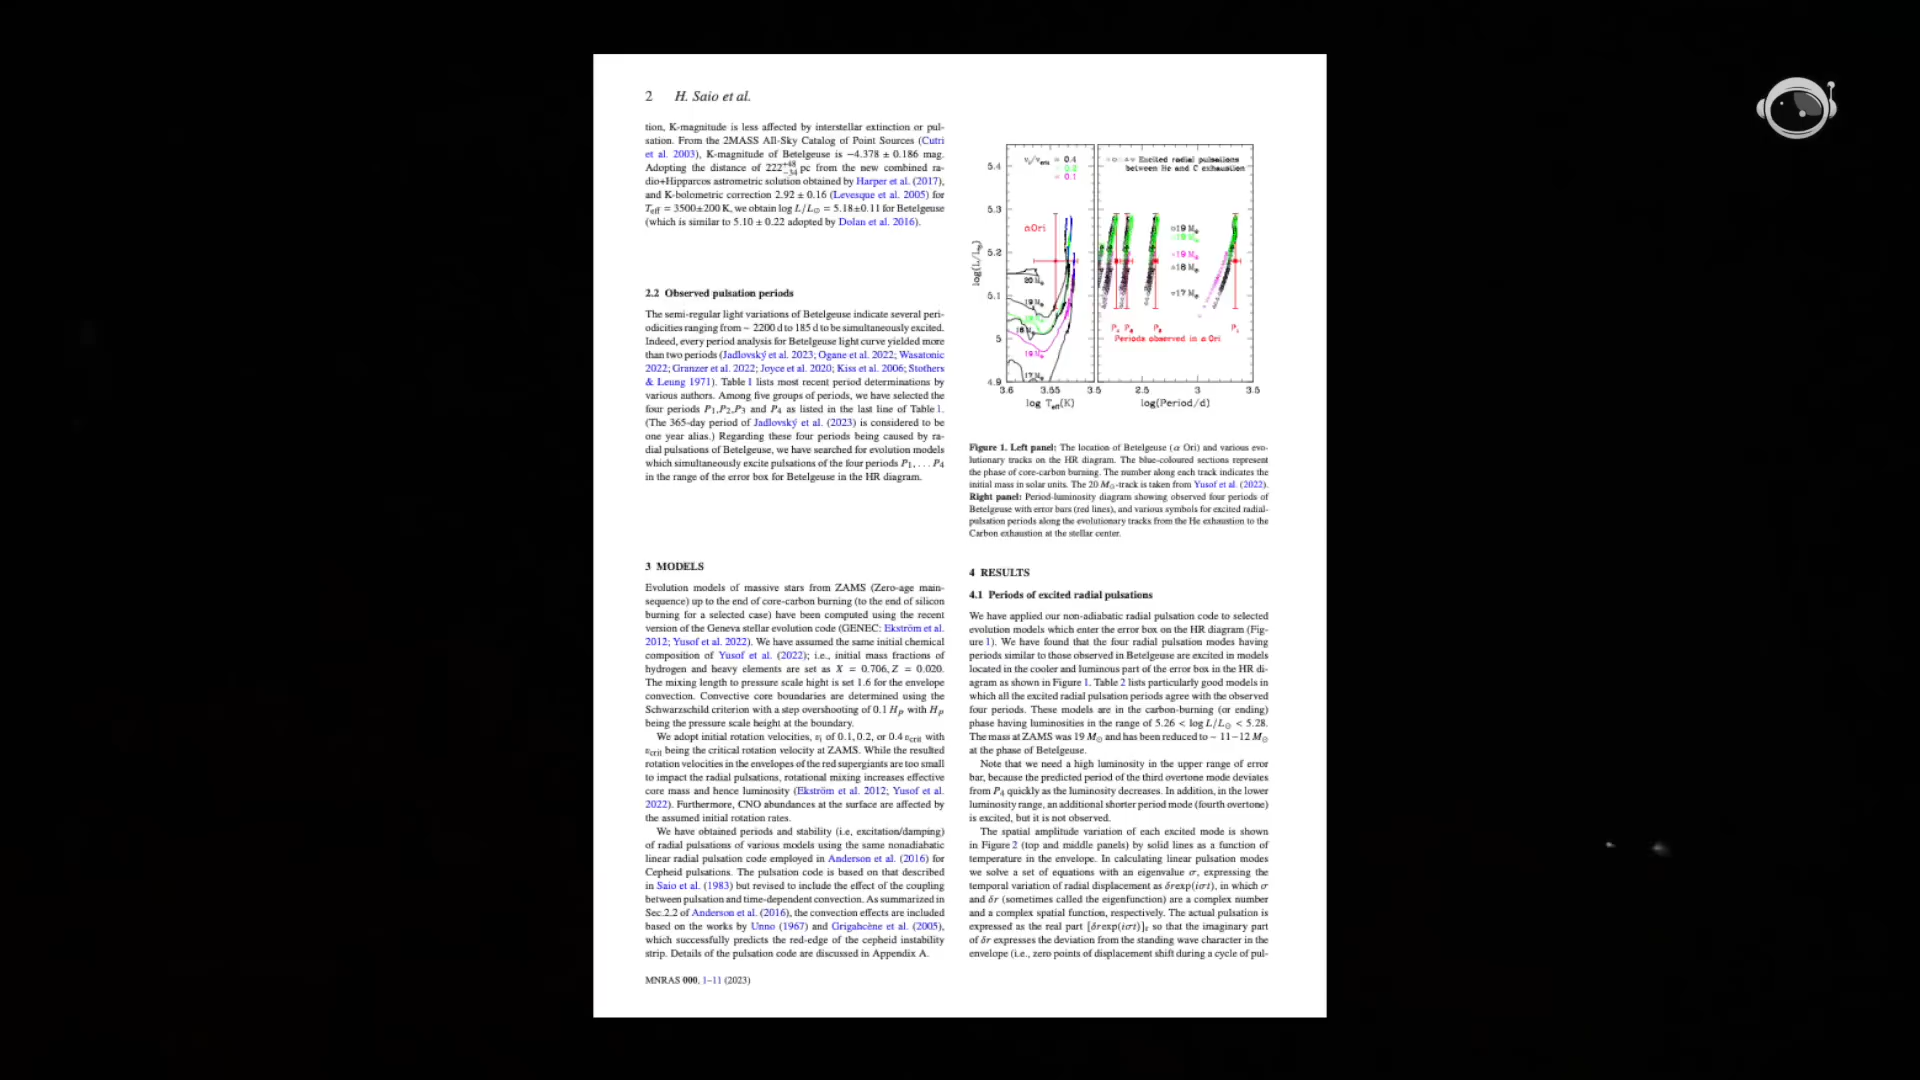 2 H. Saio et al.
tion, K-magnitude is less affected by interstellar extinction or pul-
sation. From the 2MASS All-Sky Catalog of Point Sources (Cutri
et al. 2003), K-magnitude of Betelgeuse is −4.378 ± 0.186 mag.
Adopting the distance of 222+48−34 pc from the new combined ra-
dio+Hipparcos astrometric solution obtained by Harper et al. (2017),
and K-bolometric correction 2.92 ± 0.16 (Levesque et al. 2005) for
Teff = 3500±200 K, we obtain log L/L⊙ = 5.18±0.11 for Betelgeuse
(which is similar to 5.10 ± 0.22 adopted by Dolan et al. 2016).
2.2 Observed pulsation periods
The semi-regular light variations of Betelgeuse indicate several peri-
odicities ranging from ~ 2200 d to 185 d to be simultaneously excited.
Indeed, every period analysis for Betelgeuse light curve yielded more
than two periods (Jadlovský et al. 2023; Ogane et al. 2022; Wasatonic
2022; Granzer et al. 2022; Joyce et al. 2020; Kiss et al. 2006; Stothers
& Leung 1971). Table 1 lists most recent period determinations by
various authors. Among five groups of periods, we have selected the
four periods P1,P2,P3 and P4 as listed in the last line of Table 1.
(The 365-day period of Jadlovský et al. (2023) is considered to be
one year alias.) Regarding these four periods being caused by ra-
dial pulsations of Betelgeuse, we have searched for evolution models
which simultaneously excite pulsations of the four periods P1, . . . P4
in the range of the error box for Betelgeuse in the HR diagram.
3 MODELS
Evolution models of massive stars from ZAMS (Zero-age main-
sequence) up to the end of core-carbon burning (to the end of silicon
burning for a selected case) have been computed using the recent
version of the Geneva stellar evolution code (GENEC: Ekström et al.
2012; Yusof et al. 2022). We have assumed the same initial chemical
composition of Yusof et al. (2022); i.e., initial mass fractions of
hydrogen and heavy elements are set as X = 0.706, Z = 0.020.
The mixing length to pressure scale hight is set 1.6 for the envelope
convection. Convective core boundaries are determined using the
Schwarzschild criterion with a step overshooting of 0.1 Hp with Hp
being the pressure scale height at the boundary.
We adopt initial rotation velocities, vi of 0.1, 0.2, or 0.4 vcrit with
vcrit being the critical rotation velocity at ZAMS. While the resulted
rotation velocities in the envelopes of the red supergiants are too small
to impact the radial pulsations, rotational mixing increases effective
core mass and hence luminosity (Ekström et al. 2012; Yusof et al.
2022). Furthermore, CNO abundances at the surface are affected by
the assumed initial rotation rates.
We have obtained periods and stability (i.e, excitation/damping)
of radial pulsations of various models using the same nonadiabatic
linear radial pulsation code employed in Anderson et al. (2016) for
Cepheid pulsations. The pulsation code is based on that described
in Saio et al. (1983) but revised to include the effect of the coupling
between pulsation and time-dependent convection. As summarized in
Sec.2.2 of Anderson et al. (2016), the convection effects are included
based on the works by Unno (1967) and Grigahcène et al. (2005),
which successfully predicts the red-edge of the cepheid instability
strip. Details of the pulsation code are discussed in Appendix A.
MNRAS 000, 1–11 (2023)
vi/vcrit = 0.4
= 0.1
Excited radial pulsations
between He and C exhaustion
5.4
5.3
5.2
5.1
5
4.9
log(L/L⊙)
αOri
20 M⊙
19 M⊙
18 M⊙
19 M⊙
17 M⊙
19 M⊙
19 M⊙
18 M⊙
17 M⊙
P4 P3 P2 P1
Periods observed in α Ori
3.6 3.55 3.5 2.5 3 3.5
log Teff(K) log(Period/d)
Figure 1. Left panel: The location of Betelgeuse (α Ori) and various evo-
lutionary tracks on the HR diagram. The blue-coloured sections represent
the phase of core-carbon burning. The number along each track indicates the
initial mass in solar units. The 20 M⊙-track is taken from Yusof et al. (2022).
Right panel: Period-luminosity diagram showing observed four periods of
Betelgeuse with error bars (red lines), and various symbols for excited radial-
pulsation periods along the evolutionary tracks from the He exhaustion to the
Carbon exhaustion at the stellar center.
4 RESULTS
4.1 Periods of excited radial pulsations
We have applied our non-adiabatic radial pulsation code to selected
evolution models which enter the error box on the HR diagram (Fig-
ure 1). We have found that the four radial pulsation modes having
periods similar to those observed in Betelgeuse are excited in models
located in the cooler and luminous part of the error box in the HR di-
agram as shown in Figure 1. Table 2 lists particularly good models in
which all the excited radial pulsation periods agree with the observed
four periods. These models are in the carbon-burning (or ending)
phase having luminosities in the range of 5.26 < log L/L⊙ < 5.28.
The mass at ZAMS was 19 M⊙ and has been reduced to ~ 11−12 M⊙
at the phase of Betelgeuse.
Note that we need a high luminosity in the upper range of error
bar, because the predicted period of the third overtone mode deviates
from P4 quickly as the luminosity decreases. In addition, in the lower
luminosity range, an additional shorter period mode (fourth overtone)
is excited, but it is not observed.
The spatial amplitude variation of each excited mode is shown
in Figure 2 (top and middle panels) by solid lines as a function of
temperature in the envelope. In calculating linear pulsation modes
we solve a set of equations with an eigenvalue σ, expressing the
temporal variation of radial displacement as δrexp(iσt), in which σ
and δr (sometimes called the eigenfunction) are a complex number
and a complex spatial function, respectively. The actual pulsation is
expressed as the real part [δrexp(iσt)]r so that the imaginary part
of δr expresses the deviation from the standing wave character in the
envelope (i.e., zero points of displacement shift during a cycle of pul-